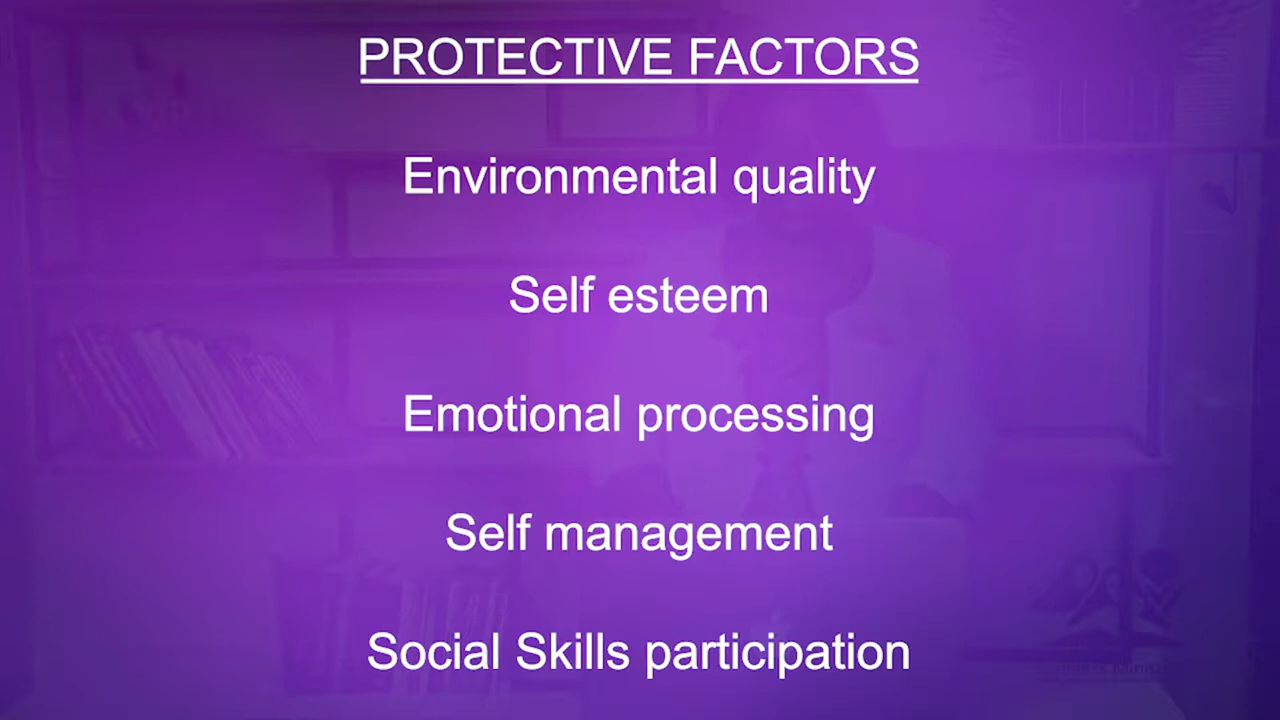 PROTECTIVE FACTORS
Environmental quality
Self esteem
Emotional processing
Self management
Social Skills participation